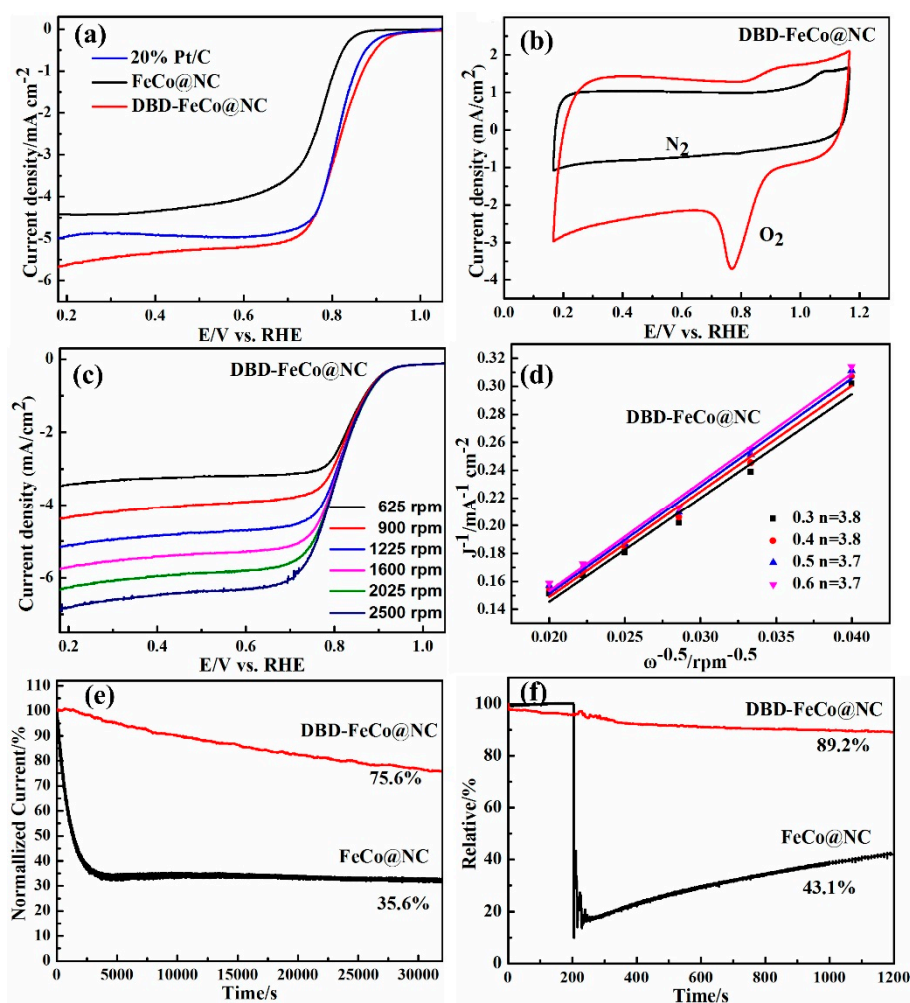 (a)
20% Pt/C
FeCo@NC
DBD-FeCo@NC
Current density/mA cm-2
0
-1
-2
-3
-4
-5
-6
0.2 0.4 0.6 0.8 1.0
E/V vs. RHE
(b)
DBD-FeCo@NC
N2
O2
Current density (mA/cm2)
2
1
0
-1
-2
-3
-4
0.2 0.4 0.6 0.8 1.0 1.2
E/V vs. RHE
(c)
DBD-FeCo@NC
625 rpm
900 rpm
1225 rpm
1600 rpm
2025 rpm
2500 rpm
Current density (mA/cm2)
0
-2
-4
-6
0.2 0.4 0.6 0.8 1.0
E/V vs. RHE
(d)
DBD-FeCo@NC
0.3 n=3.8
0.4 n=3.8
0.5 n=3.7
0.6 n=3.7
J-1/mA-1 cm-2
0.32
0.30
0.28
0.26
0.24
0.22
0.20
0.18
0.16
0.14
0.020 0.025 0.030 0.035 0.040
ω-0.5/rpm-0.5
(e)
DBD-FeCo@NC
75.6%
FeCo@NC
35.6%
Normallized Current/%
110
100
90
80
70
60
50
40
30
20
10
0
0 5000 10000 15000 20000 25000 30000
Time/s
(f)
DBD-FeCo@NC
89.2%
FeCo@NC
43.1%
Relative/%
100
80
60
40
20
0
0 200 400 600 800 1000 1200
Time/s